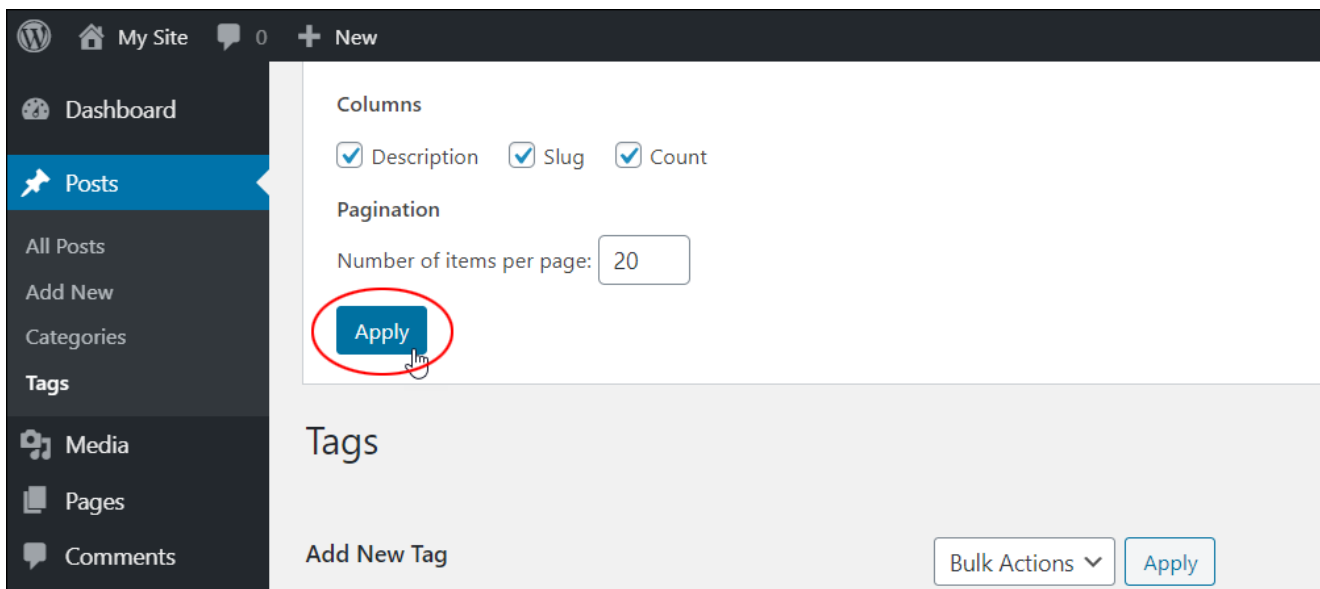 My Site 0 New
Dashboard
Posts
All Posts
Add New
Categories
Tags
Media
Pages
Comments
Columns
Description Slug Count
Pagination
Number of items per page: 20
Apply
Tags
Add New Tag
Bulk Actions Apply